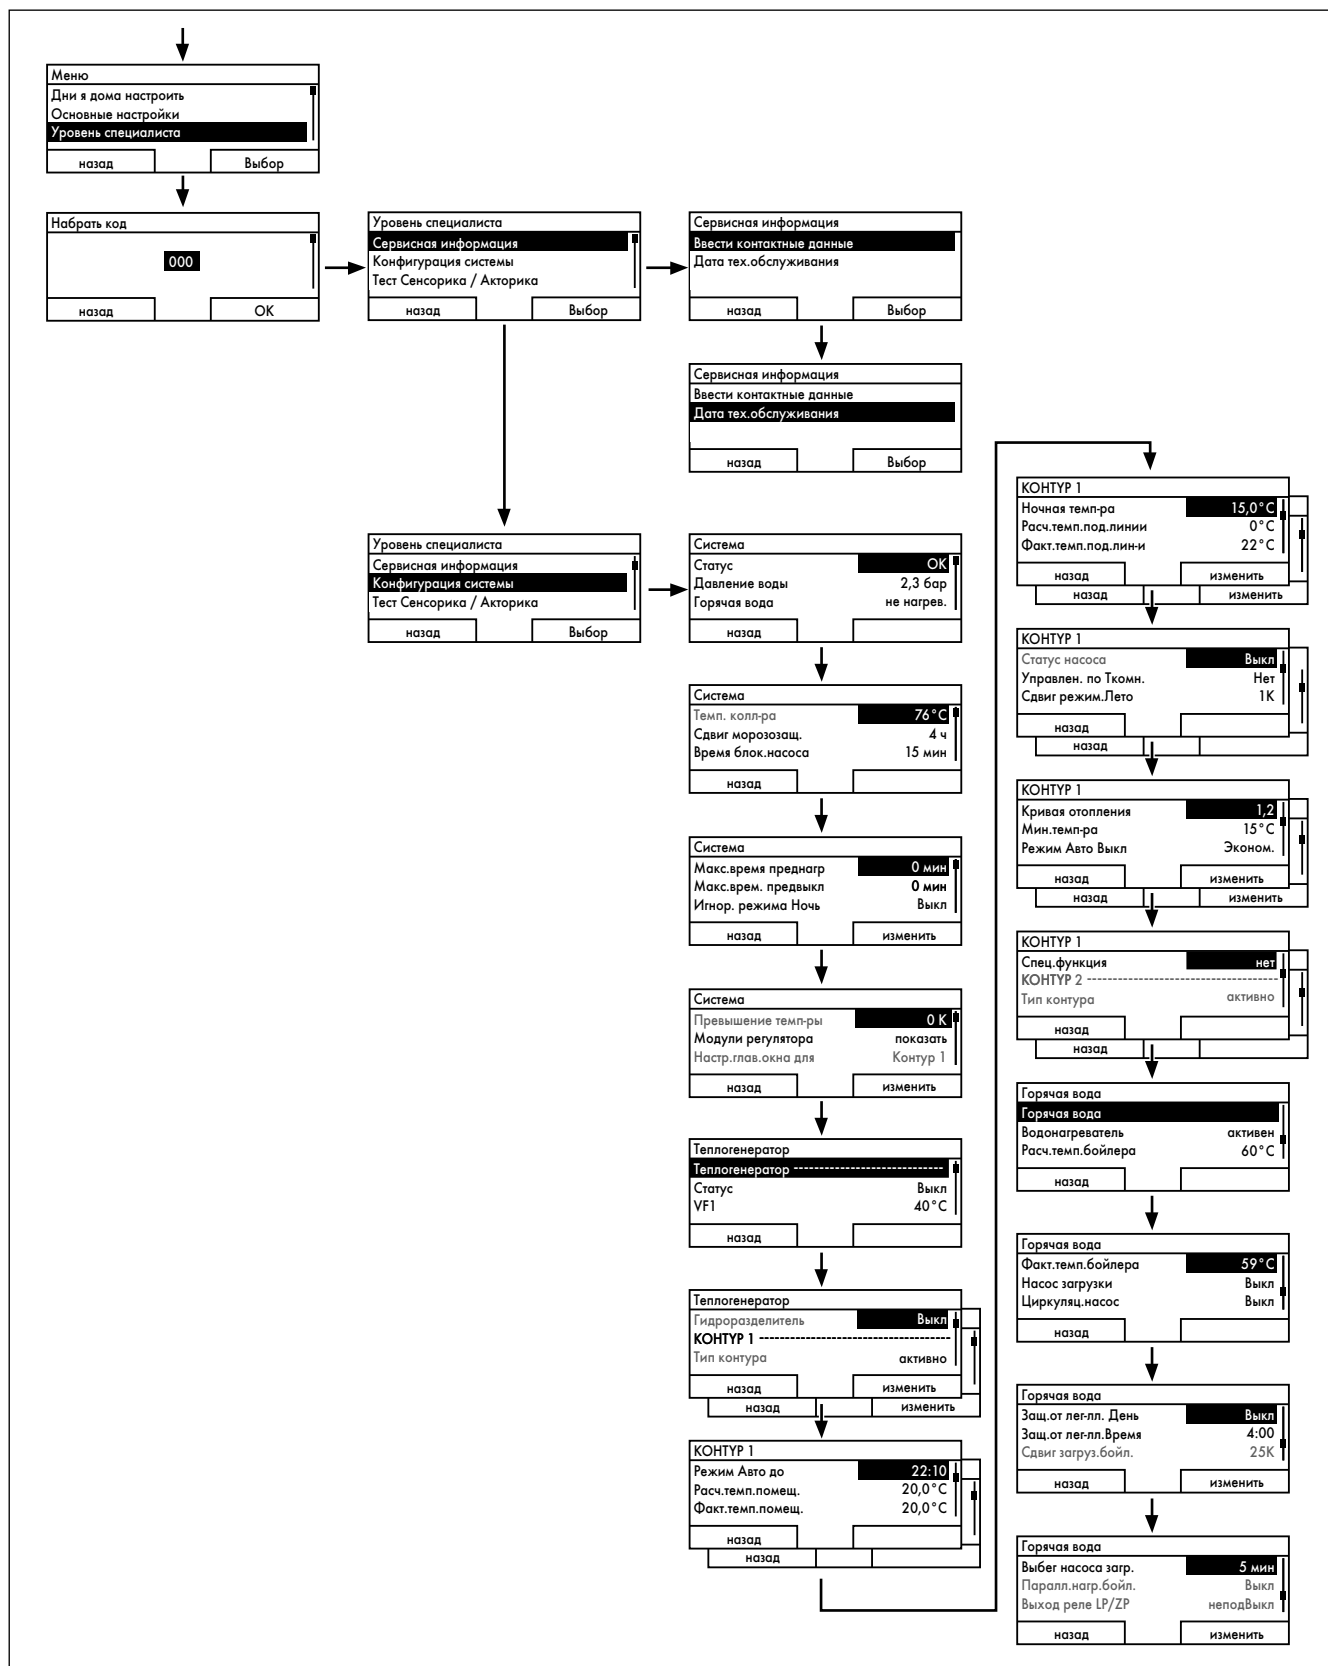 Меню
Дни я дома настроить
Основные настройки
Уровень специалиста
назад Выбор
Набрать код
000
назад OK
Уровень специалиста
Сервисная информация
Конфигурация системы
Тест Сенсорика / Акторика
назад Выбор
Сервисная информация
Ввести контактные данные
Дата тех.обслуживания
назад Выбор
Сервисная информация
Ввести контактные данные
Дата тех.обслуживания
назад Выбор
Уровень специалиста
Сервисная информация
Конфигурация системы
Тест Сенсорика / Акторика
назад Выбор
Система
Статус OK
Давление воды 2,3 бар
Горячая вода не нагрев.
назад
Система
Темп. колл-ра 76°C
Сдвиг морозозащ. 4 ч
Время блок.насоса 15 мин
назад
Система
Макс.время преднагр 0 мин
Макс.врем. предвыкл 0 мин
Игнор. режима Ночь Выкл
назад изменить
Система
Превышение темп-ры 0 K
Модули регулятора показать
Настр.глав.окна для Контур 1
назад изменить
Теплогенератор
Теплогенератор -----------------------------
Статус Выкл
VF1 40°C
назад
Теплогенератор
Гидроразделитель Выкл
КОНТУР 1 -------------------------------------
Тип контура активно
назад изменить
назад изменить
КОНТУР 1
Режим Авто до 22:10
Расч.темп.помещ. 20,0°C
Факт.темп.помещ. 20,0°C
назад
назад
КОНТУР 1
Ночная темп-ра 15,0°C
Расч.темп.под.линии 0°C
Факт.темп.под.лин-и 22°C
назад изменить
назад изменить
КОНТУР 1
Статус насоса Выкл
Управлен. по Ткомн. Нет
Сдвиг режим.Лето 1K
назад
назад
КОНТУР 1
Кривая отопления 1,2
Мин.темп-ра 15°C
Режим Авто Выкл Эконом.
назад изменить
назад изменить
КОНТУР 1
Спец.функция нет
КОНТУР 2 -------------------------------------
Тип контура активно
назад
назад
Горячая вода
Горячая вода
Водонагреватель активен
Расч.темп.бойлера 60°C
назад
Горячая вода
Факт.темп.бойлера 59°C
Насос загрузки Выкл
Циркуляц.насос Выкл
назад
Горячая вода
Защ.от лег-лл. День Выкл
Защ.от лег-лл.Время 4:00
Сдвиг загруз.бойл. 25K
назад изменить
Горячая вода
Выбег насоса загр. 5 мин
Паралл.нагр.бойл. Выкл
Выход реле LP/ZP неподВыкл
назад изменить